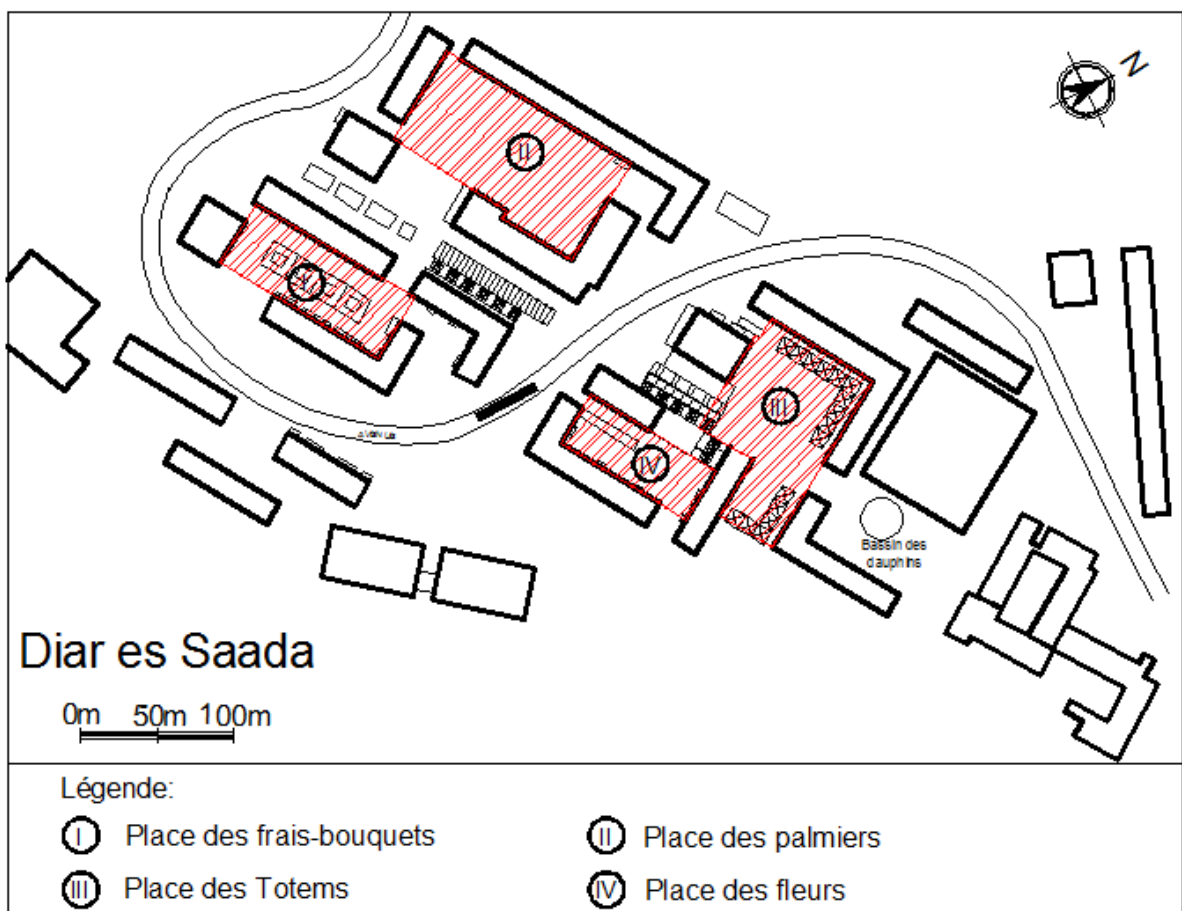 N
II
I
III
IV
AVENUE
Bassin des
dauphins
Diar es Saada
0m 50m 100m
Légende:
I Place des frais-bouquets
II Place des palmiers
III Place des Totems
IV Place des fleurs